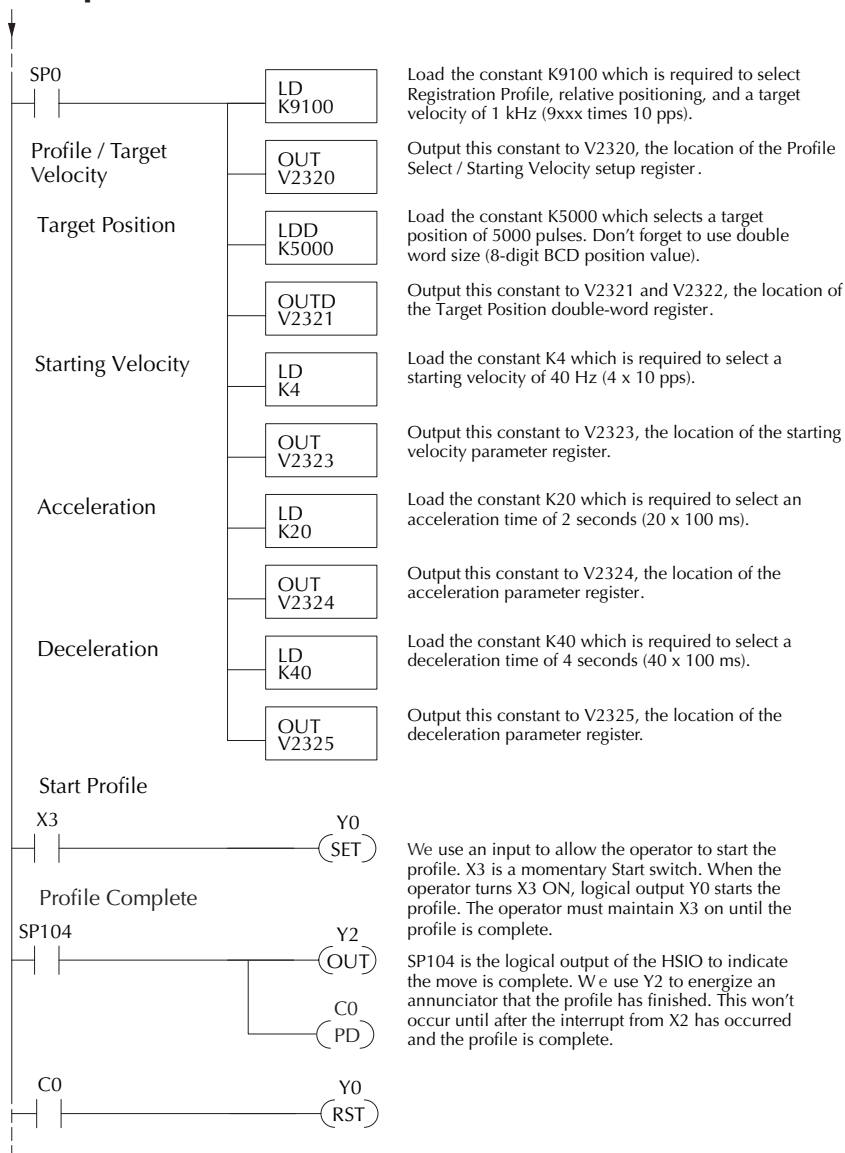 SP0
LD
K9100
Load the constant K9100 which is required to select
Registration Profile, relative positioning, and a target
velocity of 1 kHz (9xxx times 10 pps).
Profile / Target
Velocity
OUT
V2320
Output this constant to V2320, the location of the Profile
Select / Starting Velocity setup register.
Target Position
LDD
K5000
Load the constant K5000 which selects a target
position of 5000 pulses. Don’t forget to use double
word size (8-digit BCD position value).
OUTD
V2321
Output this constant to V2321 and V2322, the location of
the Target Position double-word register.
Starting Velocity
LD
K4
Load the constant K4 which is required to select a
starting velocity of 40 Hz (4 x 10 pps).
OUT
V2323
Output this constant to V2323, the location of the starting
velocity parameter register.
Acceleration
LD
K20
Load the constant K20 which is required to select an
acceleration time of 2 seconds (20 x 100 ms).
OUT
V2324
Output this constant to V2324, the location of the
acceleration parameter register.
Deceleration
LD
K40
Load the constant K40 which is required to select a
deceleration time of 4 seconds (40 x 100 ms).
OUT
V2325
Output this constant to V2325, the location of the
deceleration parameter register.
Start Profile
X3
Y0
SET
We use an input to allow the operator to start the
profile. X3 is a momentary Start switch. When the
operator turns X3 ON, logical output Y0 starts the
profile. The operator must maintain X3 on until the
profile is complete.
Profile Complete
SP104
Y2
OUT
C0
PD
SP104 is the logical output of the HSIO to indicate
the move is complete. We use Y2 to energize an
annunciator that the profile has finished. This won’t
occur until after the interrupt from X2 has occurred
and the profile is complete.
C0
Y0
RST